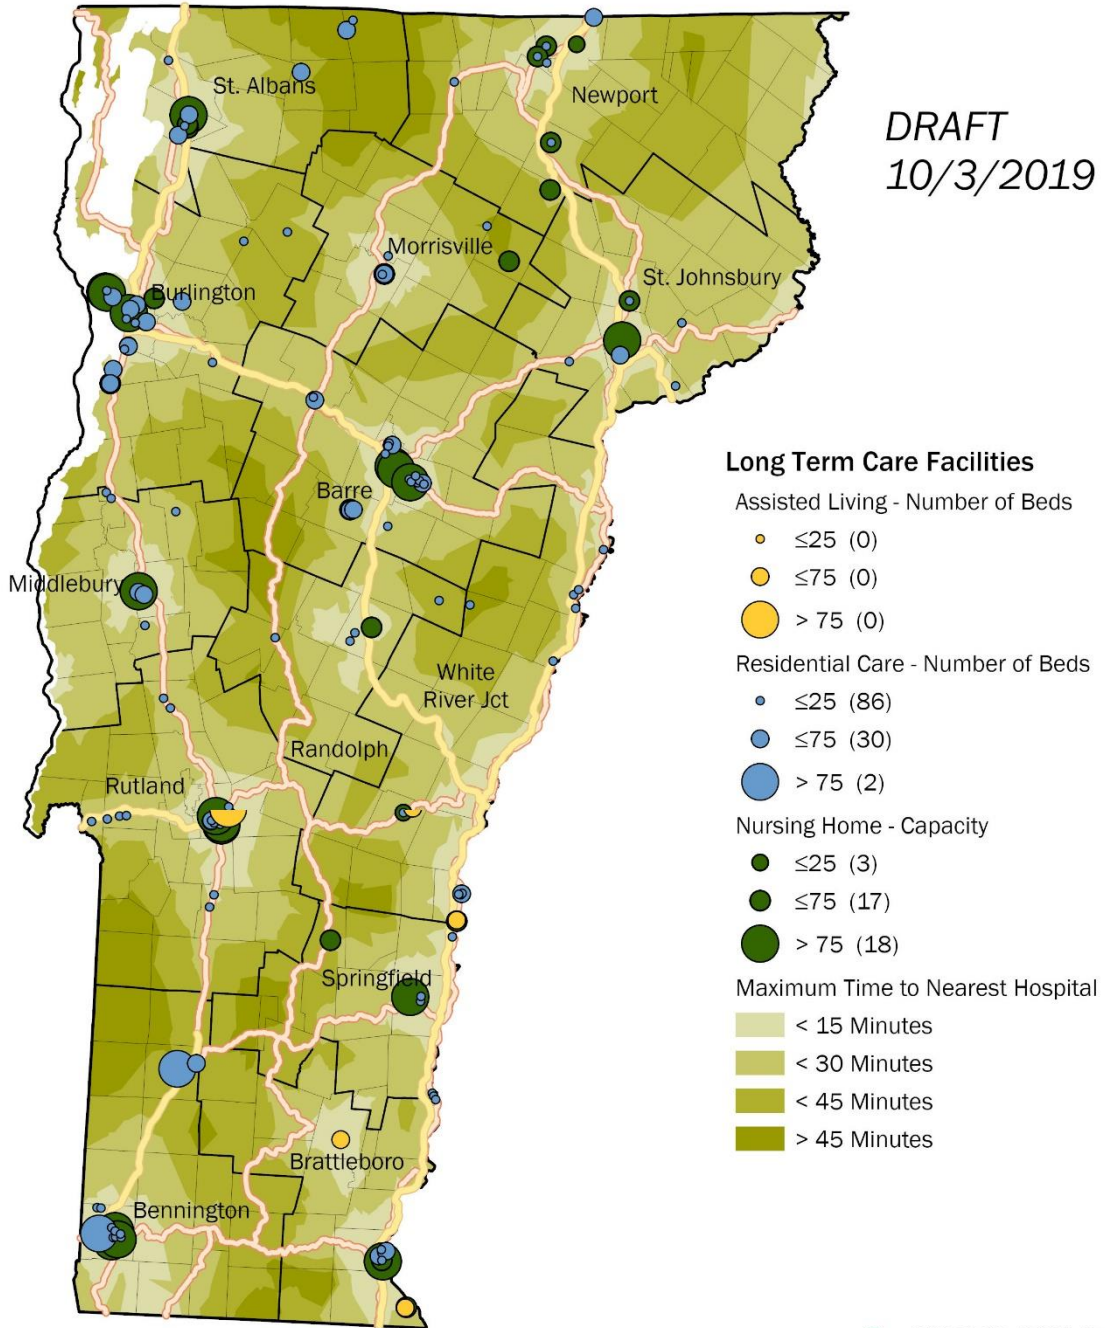 St. Albans
Newport
DRAFT
10/3/2019
Morrisville
St. Johnsbury
Burlington
Barre
Middlebury
White
River Jct
Randolph
Rutland
Springfield
Brattleboro
Bennington
Long Term Care Facilities
Assisted Living - Number of Beds
≤25 (0)
≤75 (0)
> 75 (0)
Residential Care - Number of Beds
≤25 (86)
≤75 (30)
> 75 (2)
Nursing Home - Capacity
≤25 (3)
≤75 (17)
> 75 (18)
Maximum Time to Nearest Hospital
< 15 Minutes
< 30 Minutes
< 45 Minutes
> 45 Minutes